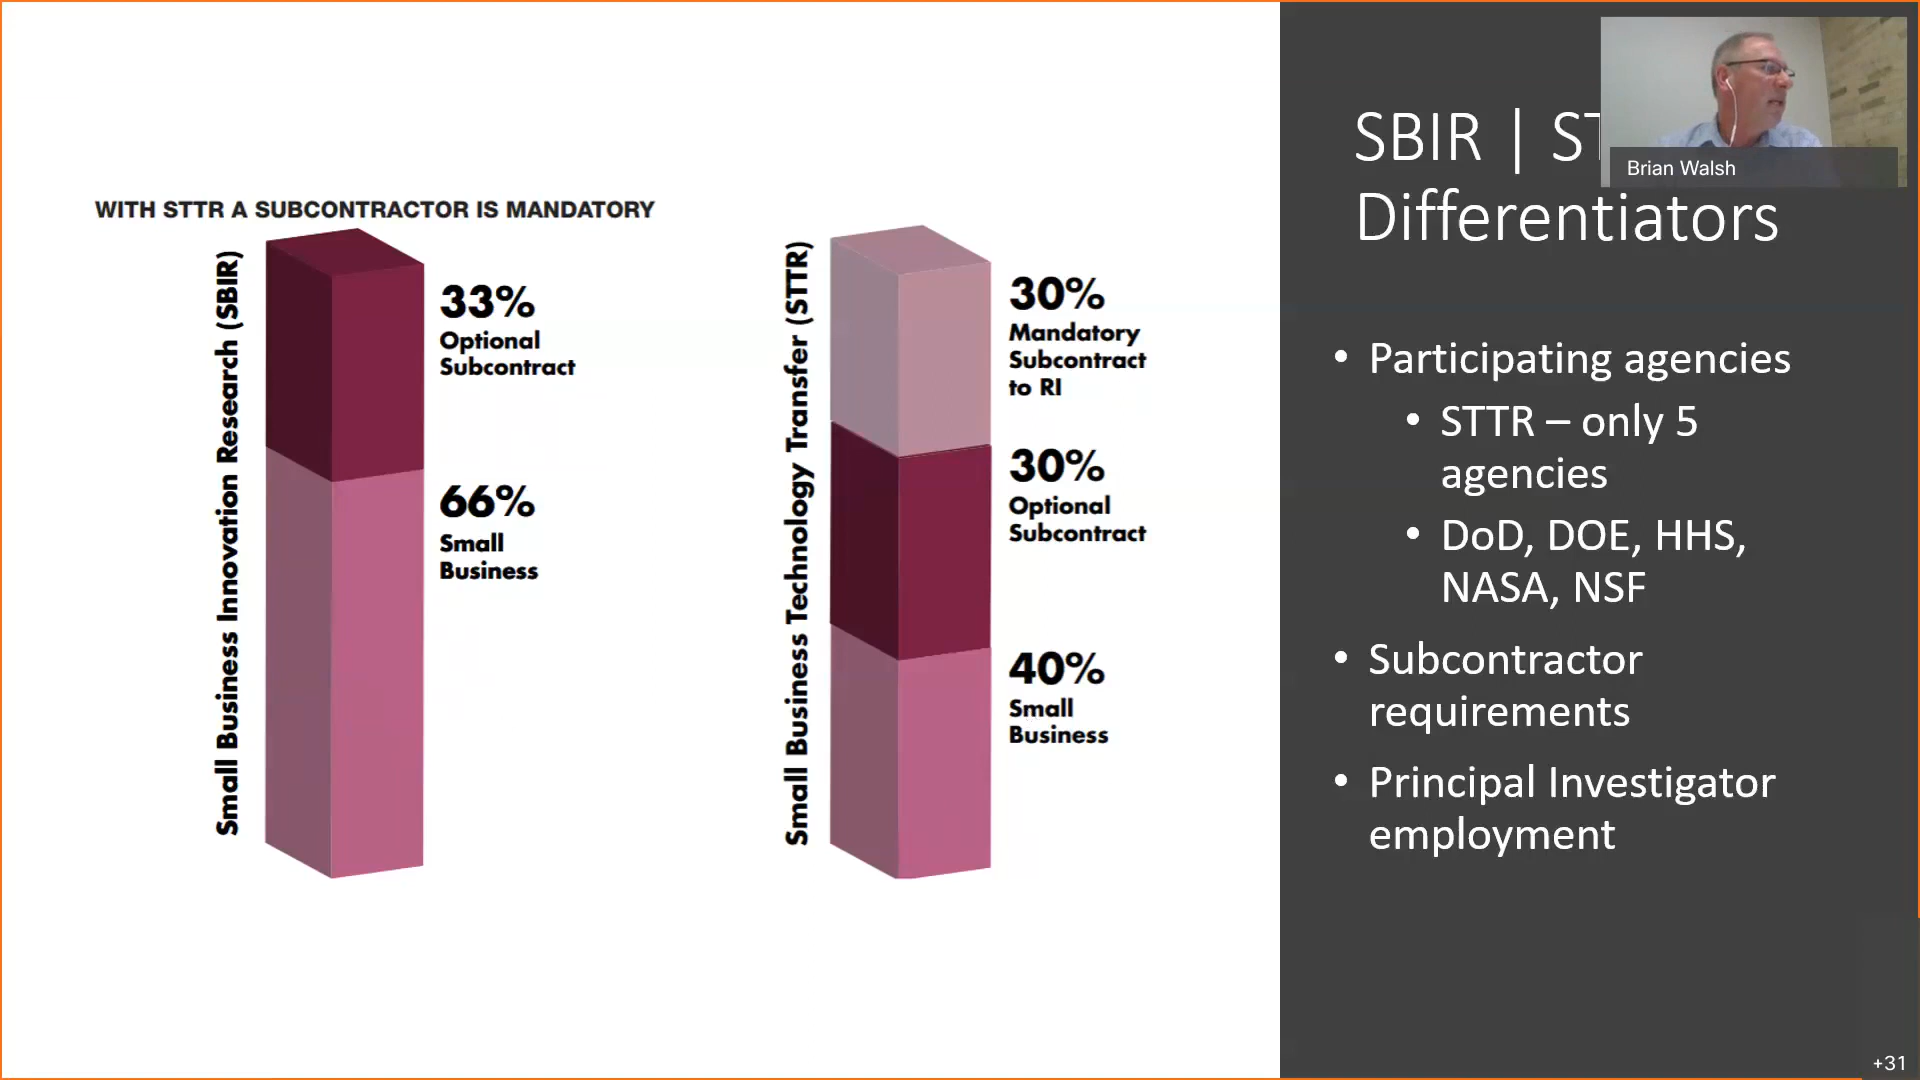 WITH STTR A SUBCONTRACTOR IS MANDATORY
Small Business Innovation Research (SBIR)
33%
Optional
Subcontract
66%
Small
Business
Small Business Technology Transfer (STTR)
30%
Mandatory
Subcontract
to RI
30%
Optional
Subcontract
40%
Small
Business
SBIR |
Differentiators
Brian Walsh
• Participating agencies
• STTR – only 5
agencies
• DoD, DOE, HHS,
NASA, NSF
• Subcontractor
requirements
• Principal Investigator
employment
+31